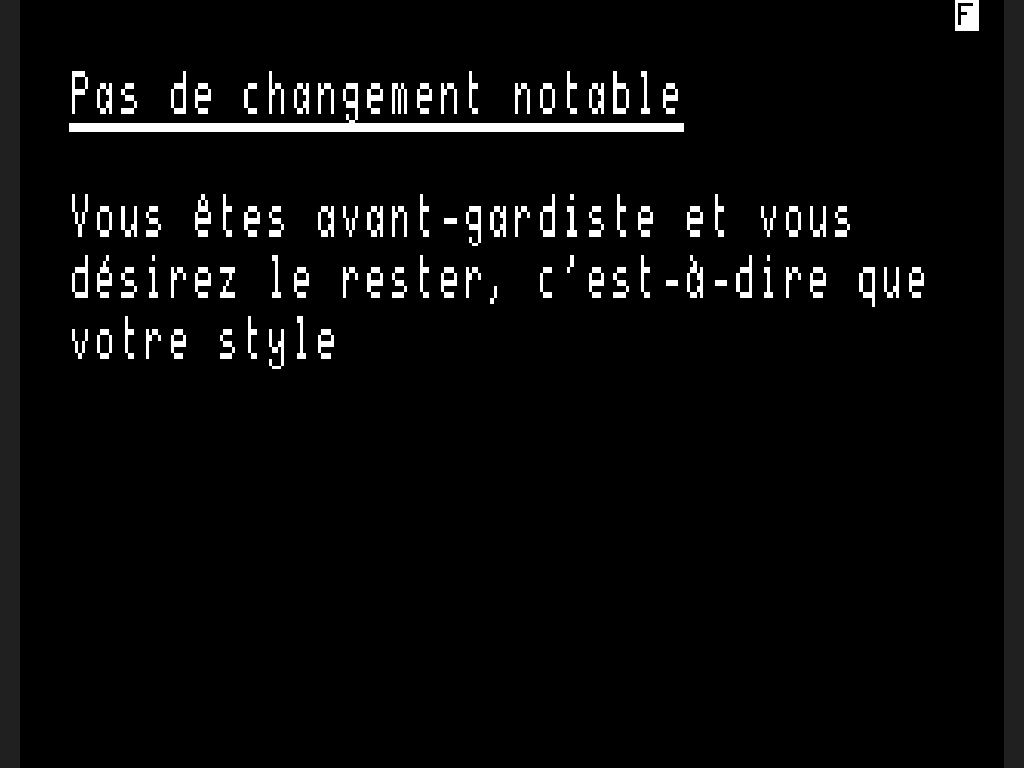 F
Pas de changement notable
Vous êtes avant-gardiste et vous
désirez le rester, c'est-à-dire que
votre style